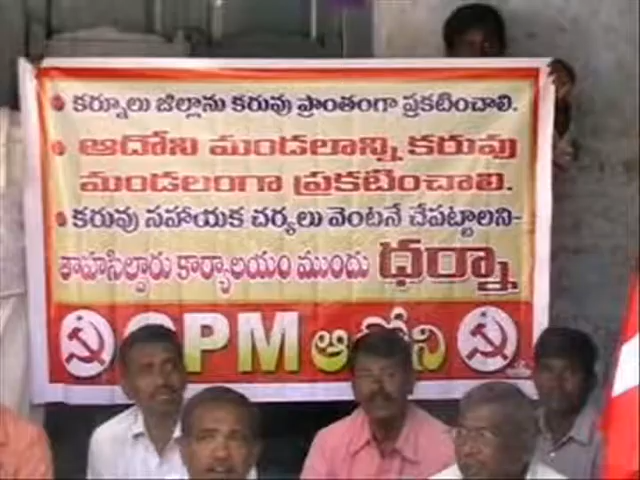 కర్నూలు జిల్లాను కరువు ప్రాంతంగా ప్రకటించాలి.
ఆదోని మండలాన్ని కరువు
మండలంగా ప్రకటించాలి.
కరువు సహాయక చర్యలు వెంటనే చేపట్టాలని-
తాహసిల్దారు కార్యాలయం ముందు ధర్నా
CPM ఆదోని